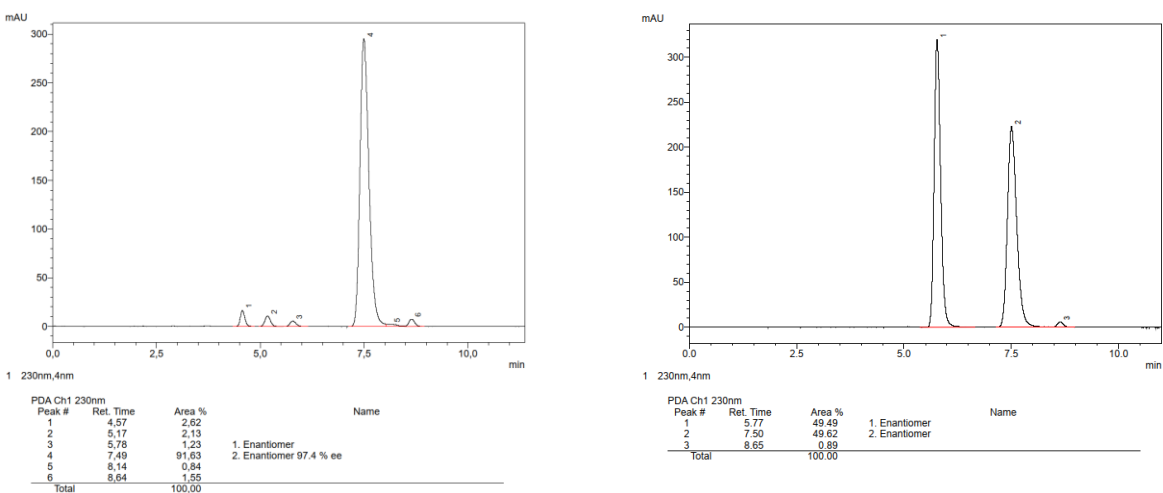 mAU
300
250
200
150
100
50
0
1
2
3
4
5
6
0,0 2,5 5,0 7,5 10,0
min
1 230nm,4nm
PDA Ch1 230nm
Peak # Ret. Time Area % Name
1 4,57 2,62
2 5,17 2,13
3 5,78 1,23 1. Enantiomer
4 7,49 91,63 2. Enantiomer 97.4 % ee
5 8,14 0,84
6 8,64 1,55
Total 100,00
mAU
300
250
200
150
100
50
0
1
2
3
0.0 2.5 5.0 7.5 10.0
min
1 230nm,4nm
PDA Ch1 230nm
Peak # Ret. Time Area % Name
1 5.77 49.49 1. Enantiomer
2 7.50 49.62 2. Enantiomer
3 8.65 0.89
Total 100.00